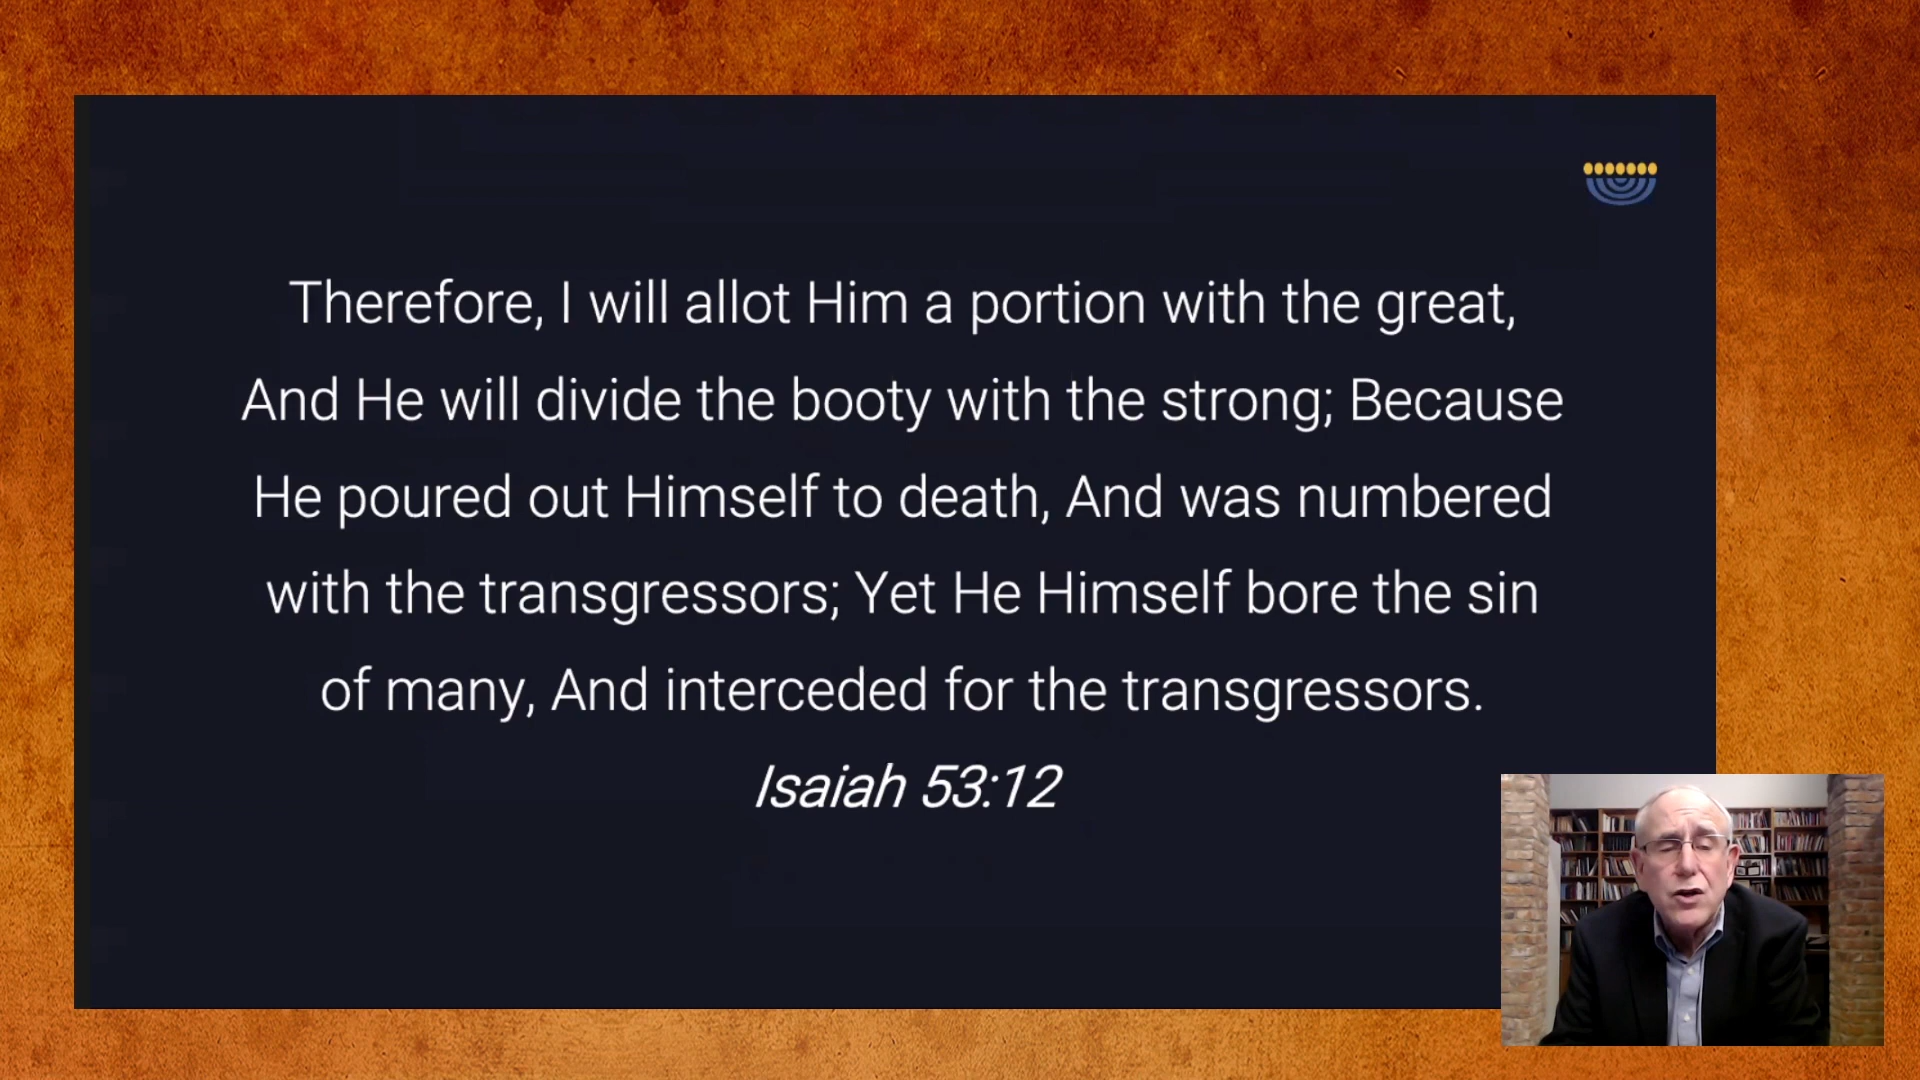 Therefore, I will allot Him a portion with the great,
And He will divide the booty with the strong; Because
He poured out Himself to death, And was numbered
with the transgressors; Yet He Himself bore the sin
of many, And interceded for the transgressors.
Isaiah 53:12